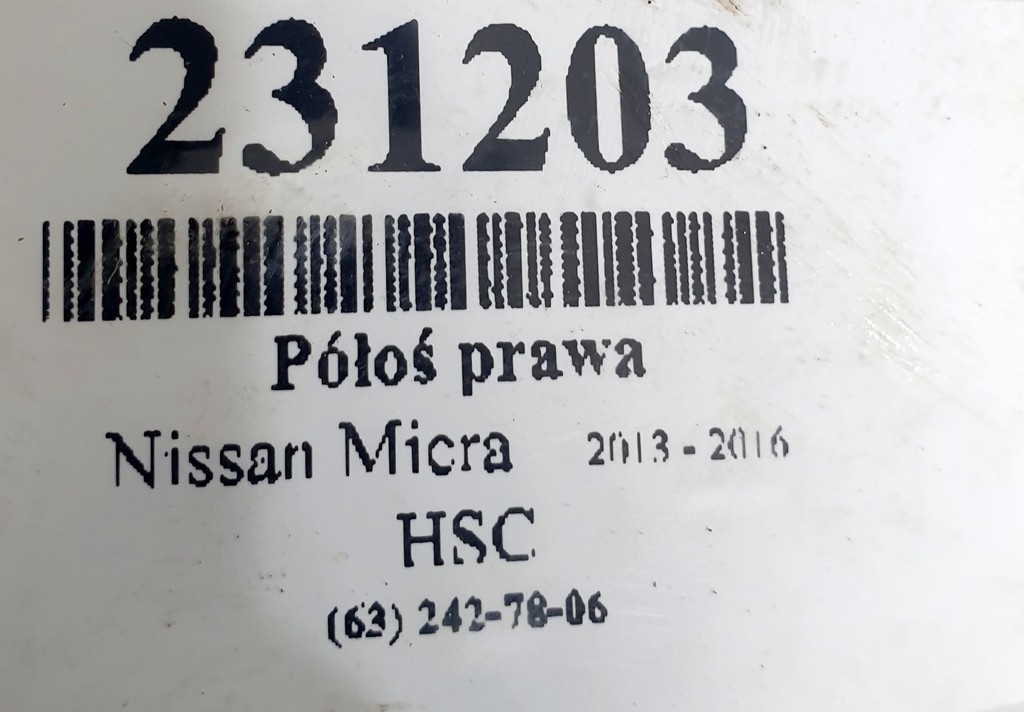 231203
Półoś prawa
Nissan Micra 2013 - 2016
HSC
(63) 242-78-06